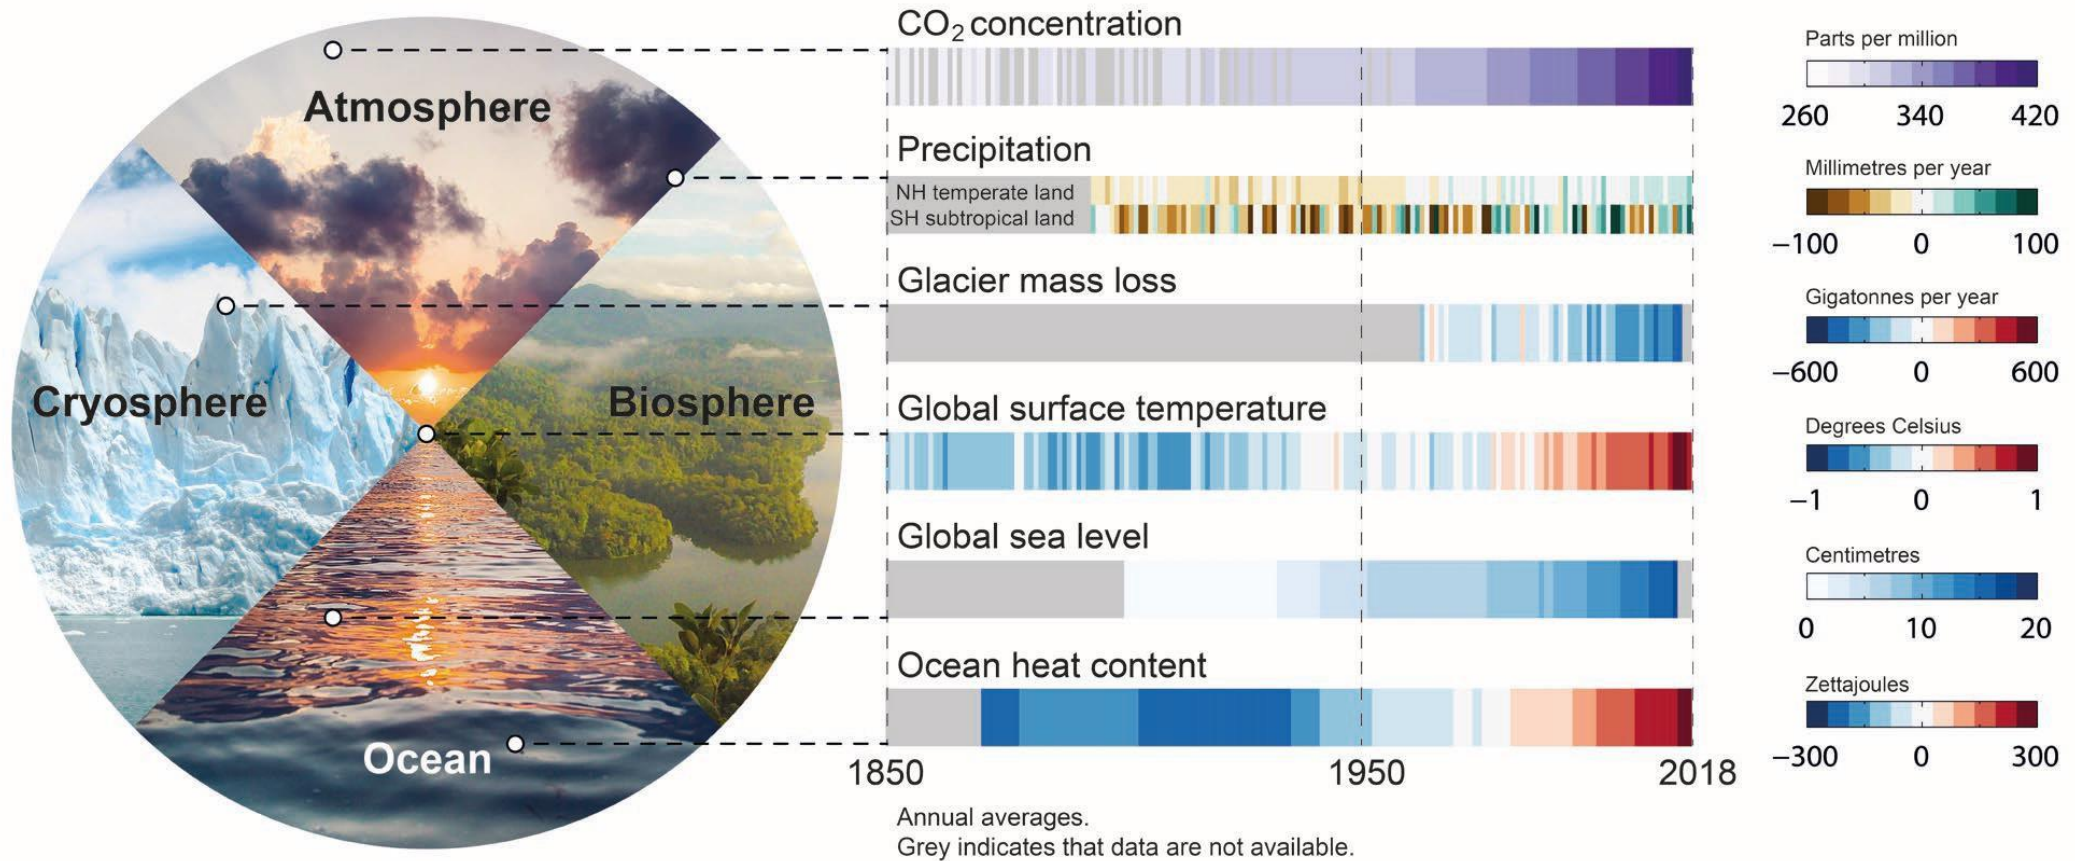 Atmosphere
Cryosphere
Biosphere
Ocean
CO₂ concentration
Precipitation
NH temperate land
SH subtropical land
Glacier mass loss
Global surface temperature
Global sea level
Ocean heat content
1850
1950
2018
Annual averages.
Grey indicates that data are not available.
Parts per million
260 340 420
Millimetres per year
−100 0 100
Gigatonnes per year
−600 0 600
Degrees Celsius
−1 0 1
Centimetres
0 10 20
Zettajoules
−300 0 300